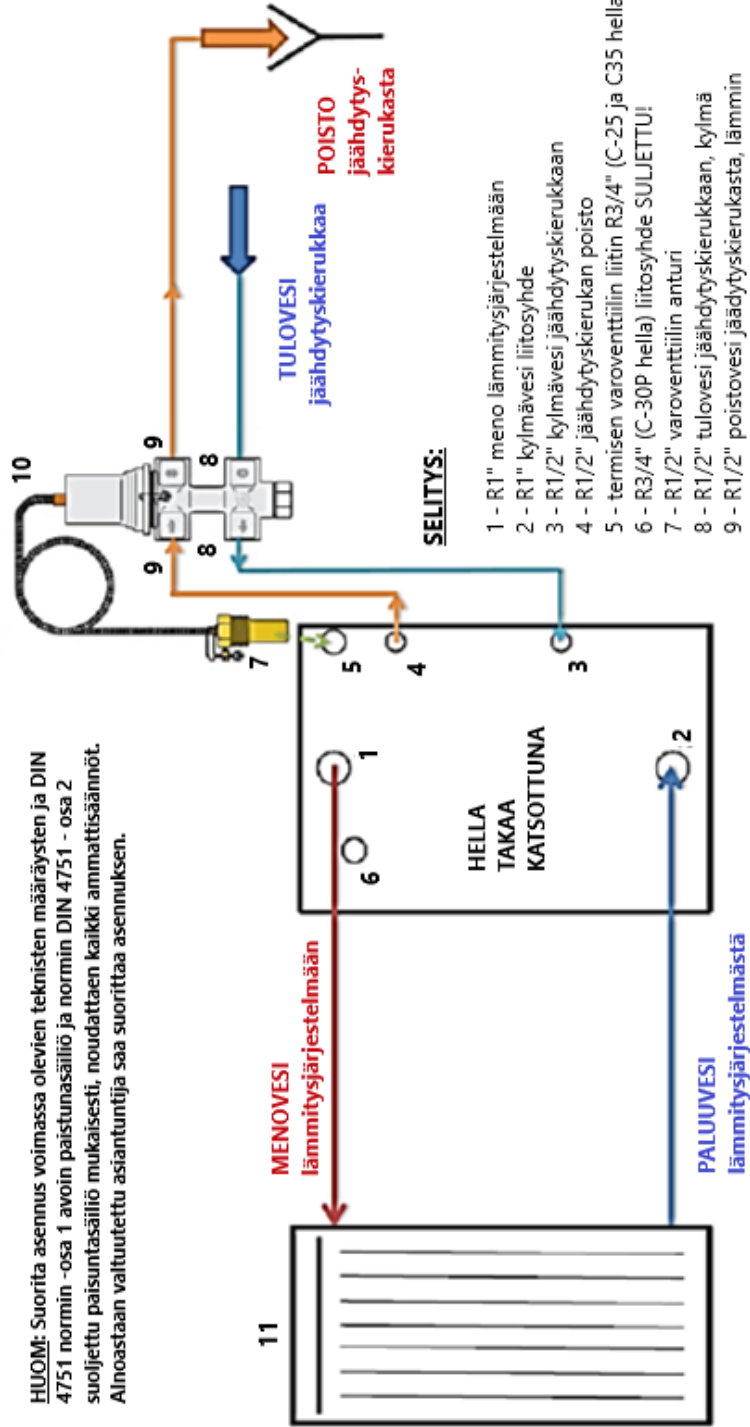 HUOM: Suorita asennus voimassa olevien teknisten määräysten ja DIN
4751 normin -osa 1 avoin paistunasäiliö ja normin DIN 4751 - osa 2
suoljettu paisuntasäiliö mukaisesti, noudattaen kaikki ammattisäännöt.
Alnoastaan valtuutettu asiantuntija saa suorittaa asennuksen.
11
MENOVESI
lämmitysjärjestelmään
PALUUVESI
lämmitysjärjestelmästä
HELLA
TAKAA
KATSOTTUNA
6
1
2
5
4
3
7
10
9
9
8
8
TULOVESI
jäähdytyskierukkaa
POISTO
jäähdytys-
kierukasta
SELITYS:
1 - R1" meno lämmitysjärjestelmään
2 - R1" kylmävesi liitosyhde
3 - R1/2" kylmävesi jäähdytyskierukkaan
4 - R1/2" jäähdytyskierukan poisto
5 - termisen varoventtiilin liitin R3/4" (C-25 ja C35 hella
6 - R3/4" (C-30P hella) liitosyhde SULJETTU!
7 - R1/2" varoventtiilin anturi
8 - R1/2" tulovesi jäähdytyskierukkaan, kylmä
9 - R1/2" poistovesi jäädytyskierukasta, lämmin